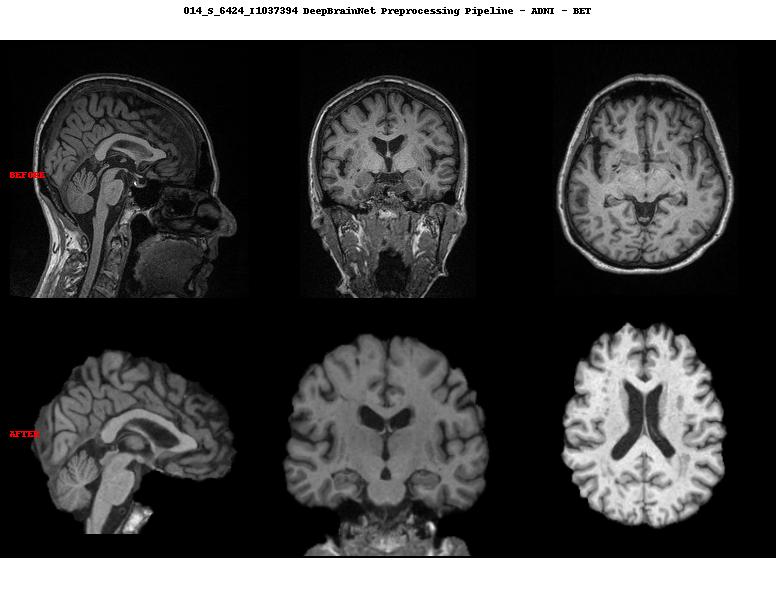 014_S_6424_I1037394 DeepBrainNet Preprocessing Pipeline - ADNI - BET
BEFORE
AFTER